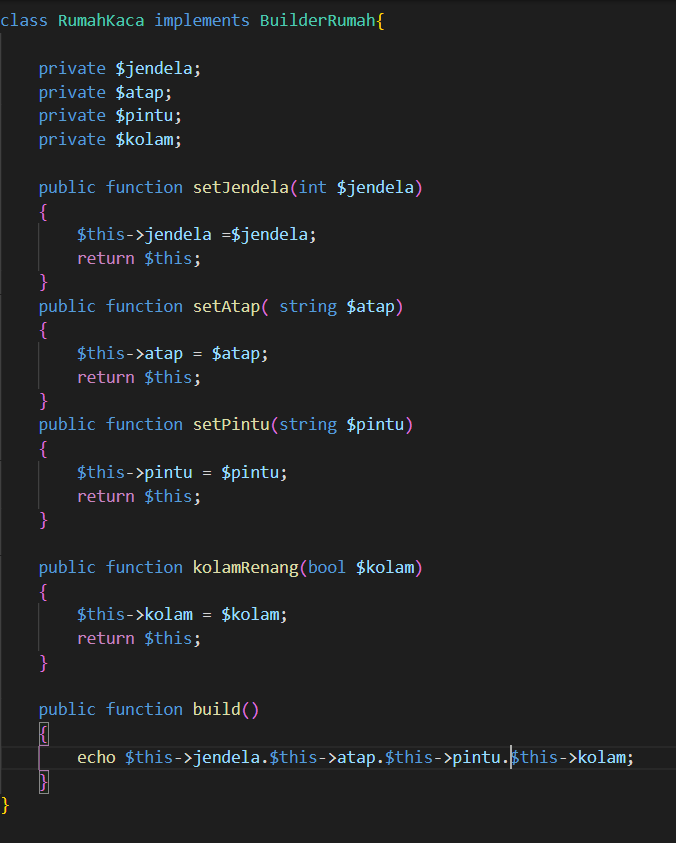 class RumahKaca implements BuilderRumah{
private $jendela;
private $atap;
private $pintu;
private $kolam;
public function setJendela(int $jendela)
{
$this->jendela =$jendela;
return $this;
}
public function setAtap( string $atap)
{
$this->atap = $atap;
return $this;
}
public function setPintu(string $pintu)
{
$this->pintu = $pintu;
return $this;
}
public function kolamRenang(bool $kolam)
{
$this->kolam = $kolam;
return $this;
}
public function build()
{
echo $this->jendela.$this->atap.$this->pintu.$this->kolam;
}
}